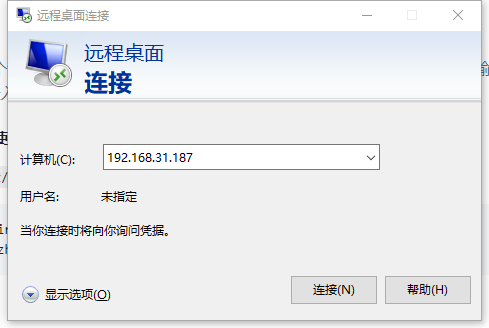 远程桌面连接
远程桌面
连接
计算机(C): 192.168.31.187
用户名: 未指定
当你连接时将向你询问凭据。
显示选项(O) 连接(N) 帮助(H)